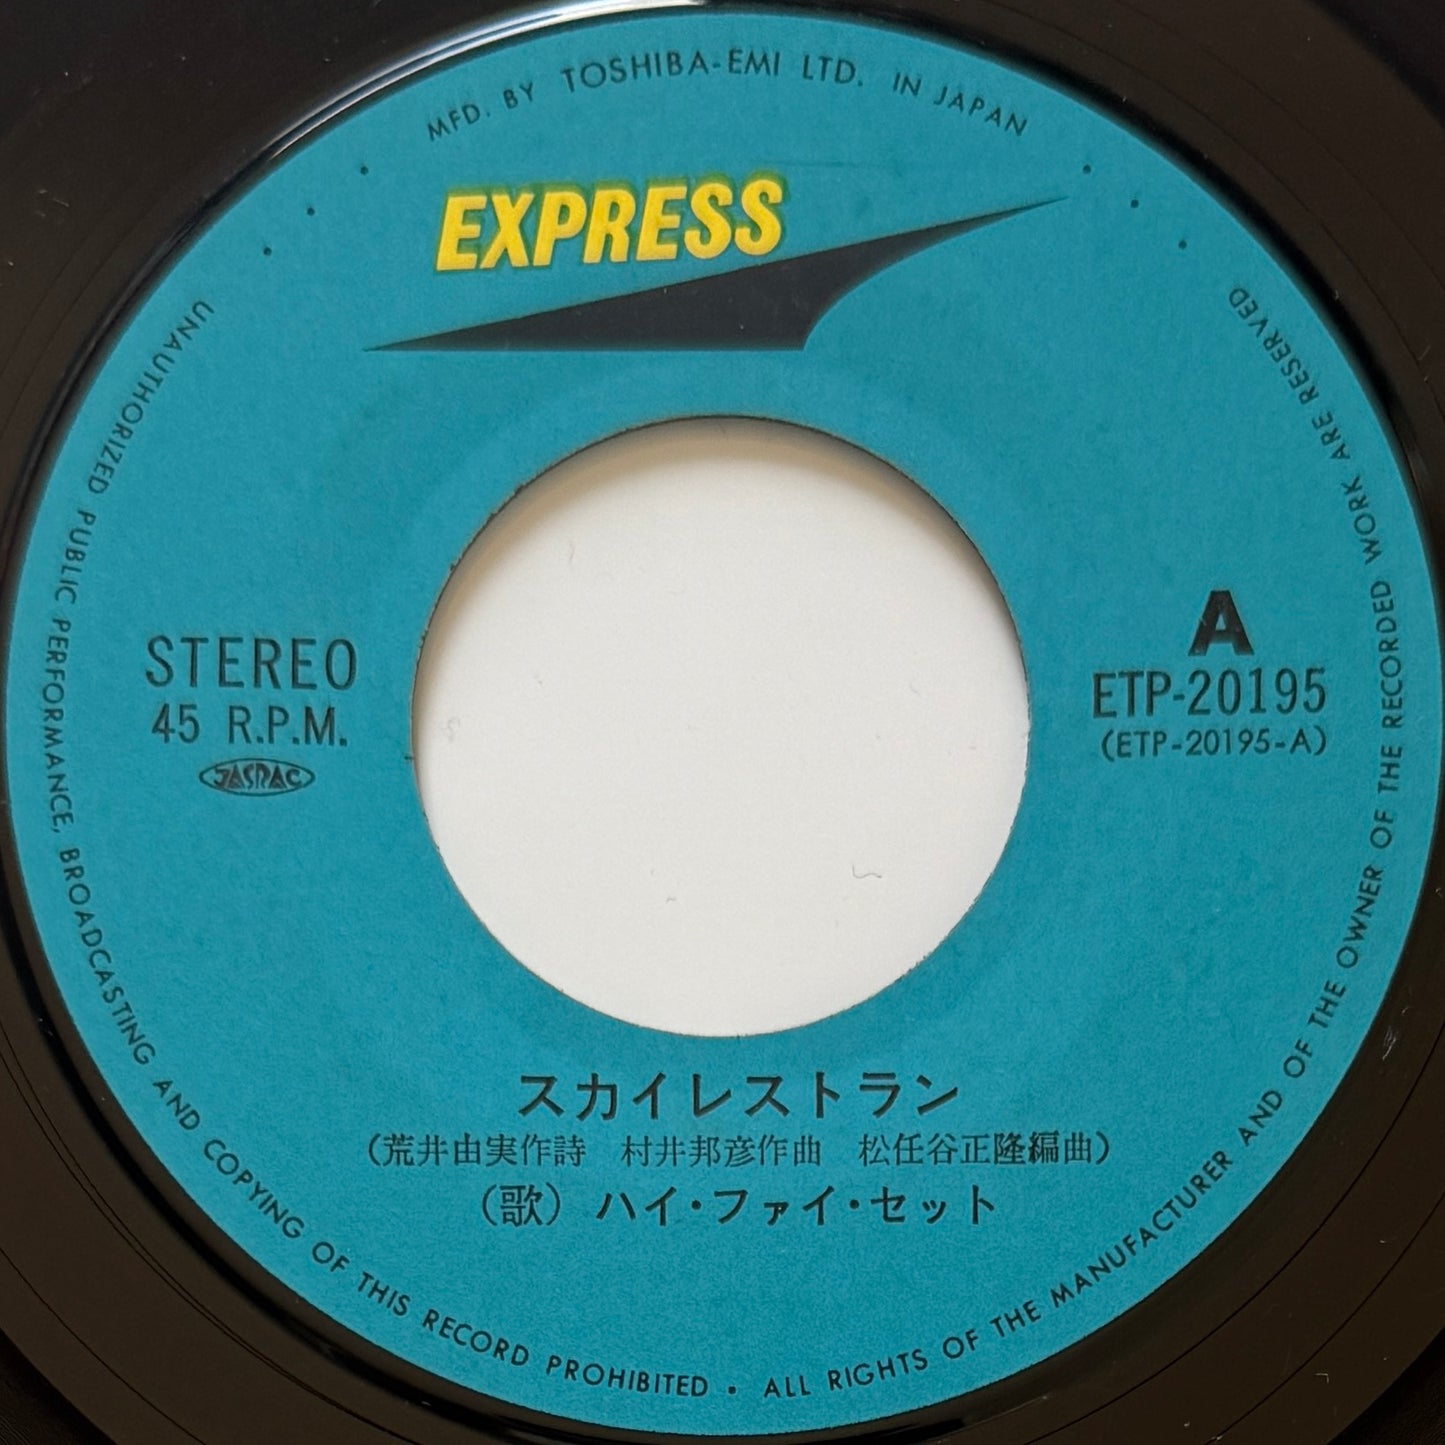 MFD. BY TOSHIBA-EMI LTD. IN JAPAN
EXPRESS
STEREO
45 R.P.M.
JASRAC
A
ETP-20195
(ETP-20195-A)
スカイレストラン
(荒井由実作詩 村井邦彦作曲 松任谷正隆編曲)
(歌) ハイ・ファイ・セット
UNAUTHORIZED PUBLIC PERFORMANCE, BROADCASTING AND COPYING OF THIS RECORD PROHIBITED • ALL RIGHTS OF THE MANUFACTURER AND OF THE OWNER OF THE RECORDED WORK ARE RESERVED